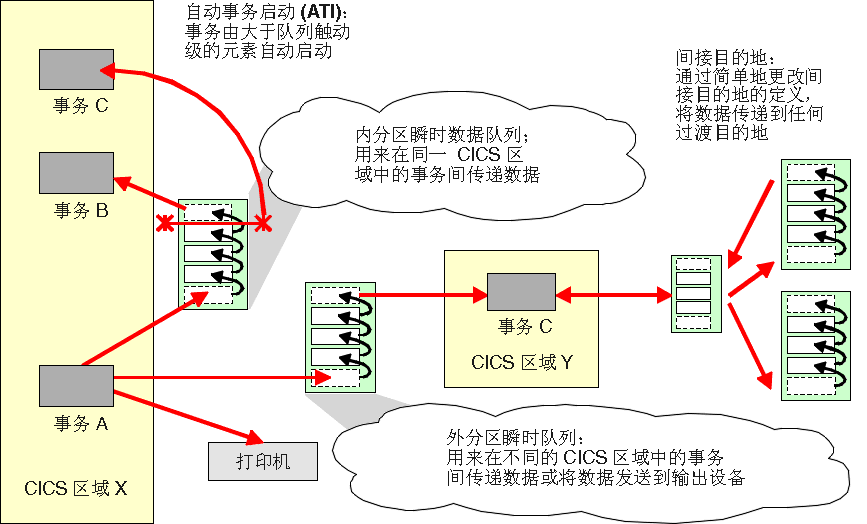 自动事务启动 (ATI)：
事务由大于队列触动
级的元素自动启动
间接目的地：
通过简单地更改间
接目的地的定义，
将数据传递到任何
过渡目的地
事务 C
内分区瞬时数据队列；
用来在同一 CICS 区
域中的事务间传递数据
事务 B
事务 C
CICS 区域 Y
事务 A
打印机
外分区瞬时队列：
用来在不同的 CICS 区域中的事务
间传递数据或将数据发送到输出设备
CICS 区域 X